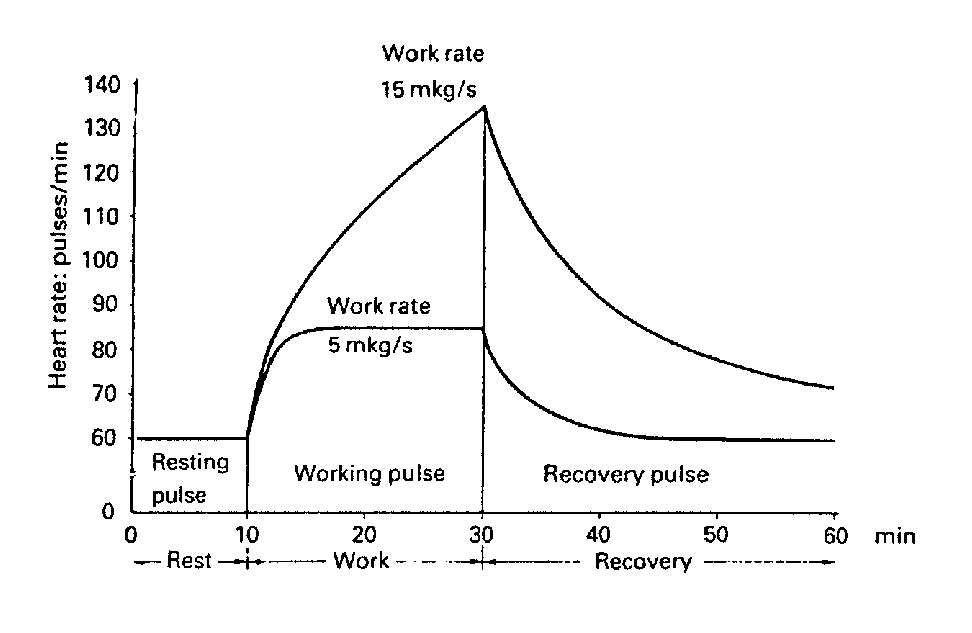 Work rate
15 mkg/s
140
130
120
110
100
90
80
70
60
0
Heart rate: pulses/min
Work rate
5 mkg/s
Resting
pulse
Working pulse
Recovery pulse
0 10 20 30 40 50 60 min
Rest Work Recovery